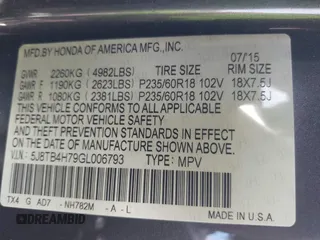 MFD.BY HONDA OF AMERICA MFG.,INC. 07/15
GVWR 2260KG (4982LBS) TIRE SIZE RIM SIZE
GAWR F 1190KG (2623LBS) P235/60R18 102V 18X7.5J
GAWR R 1080KG (2381LBS) P235/60R18 102V 18X7.5J
THIS VEHICLE CONFORMS TO ALL APPLICABLE
FEDERAL MOTOR VEHICLE SAFETY
AND THEFT PREVENTION STANDARDS IN EFFECT
ON THE DATE OF MANUFACTURE SHOWN ABOVE.
V.I.N: 5J8TB4H79GL006793 TYPE: MPV
TX4 G AD7 - NH782M - A - L MADE IN U.S.A.
© DREAMBID